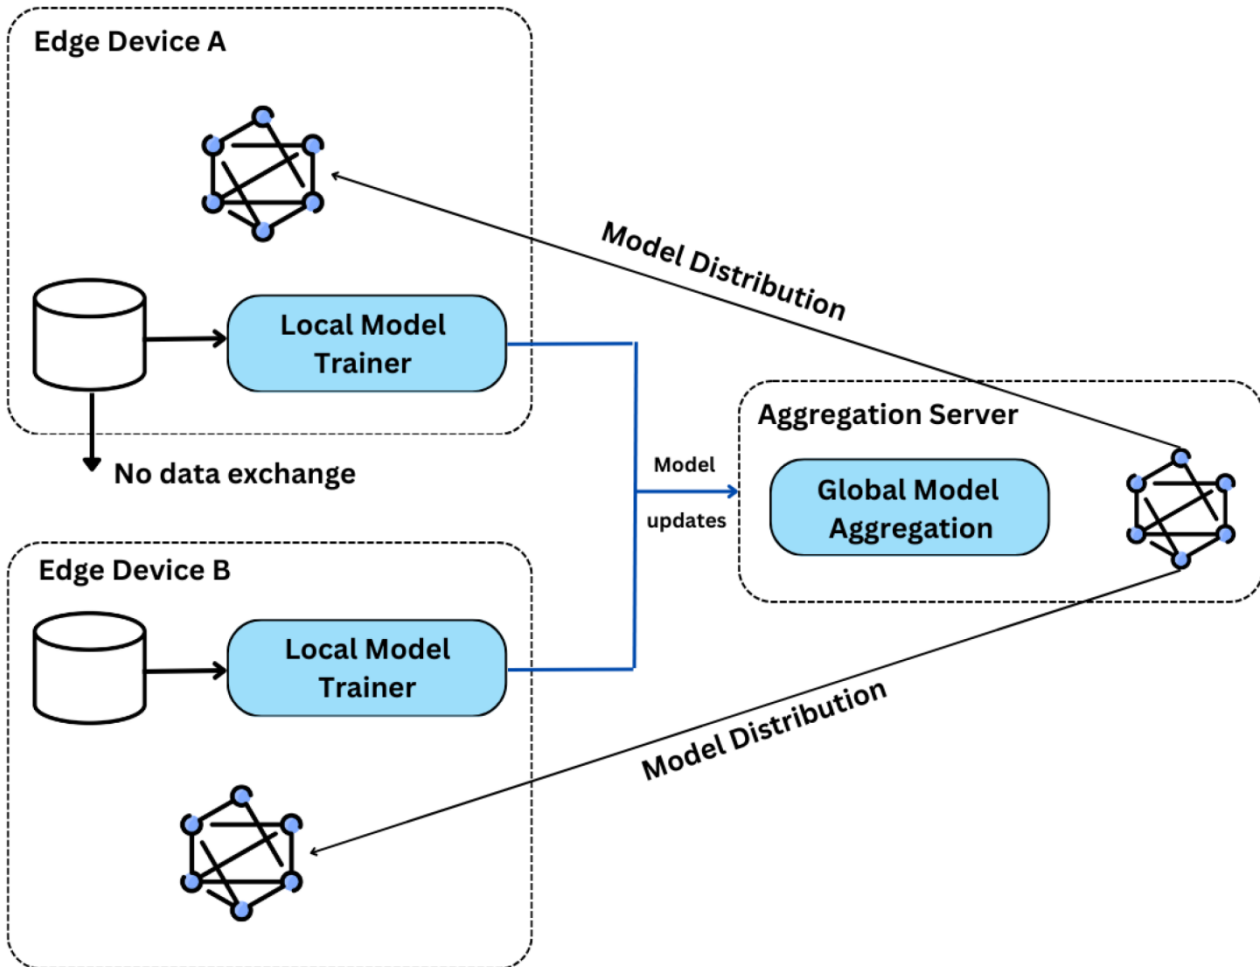 Edge Device A
Model Distribution
Local Model
Trainer
No data exchange
Model
updates
Aggregation Server
Global Model
Aggregation
Edge Device B
Local Model
Trainer
Model Distribution